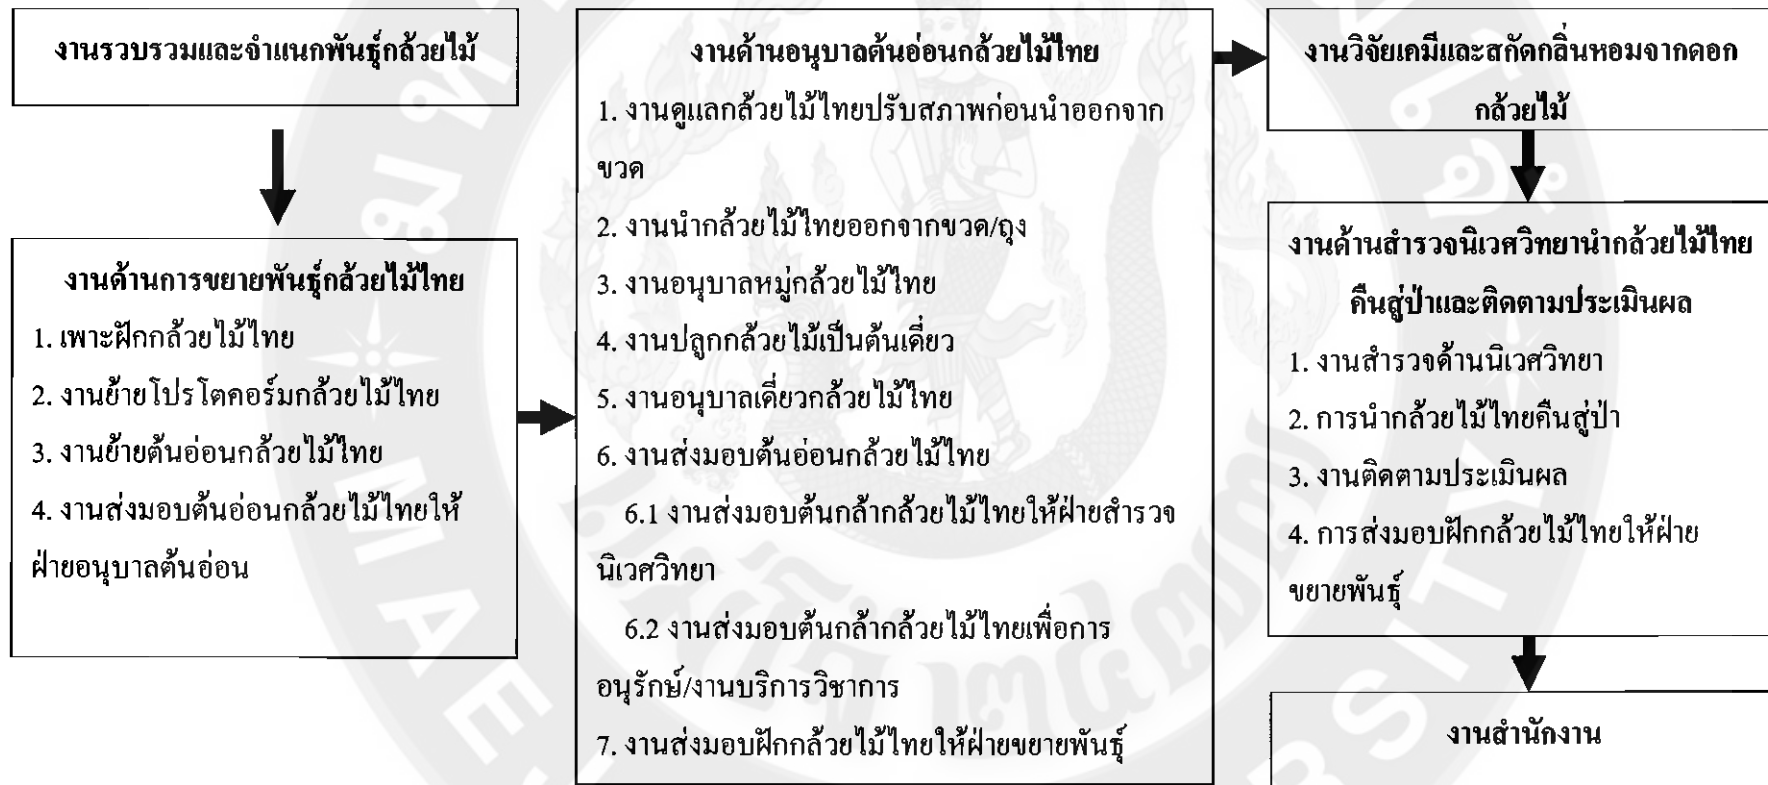 งานรวบรวมและจำแนกพันธุ์กล้วยไม้
งานด้านการขยายพันธุ์กล้วยไม้ไทย
1. เพาะฝักกล้วยไม้ไทย
2. งานย้ายโปรโตคอร์มกล้วยไม้ไทย
3. งานย้ายต้นอ่อนกล้วยไม้ไทย
4. งานส่งมอบต้นอ่อนกล้วยไม้ไทยให้
ฝ่ายอนุบาลต้นอ่อน
งานด้านอนุบาลต้นอ่อนกล้วยไม้ไทย
1. งานดูแลกล้วยไม้ไทยปรับสภาพก่อนนำออกจาก
ขวด
2. งานนำกล้วยไม้ไทยออกจากขวด/ถุง
3. งานอนุบาลหมู่กล้วยไม้ไทย
4. งานปลูกกล้วยไม้เป็นต้นเดี่ยว
5. งานอนุบาลเดี่ยวกล้วยไม้ไทย
6. งานส่งมอบต้นอ่อนกล้วยไม้ไทย
6.1 งานส่งมอบต้นกล้ากล้วยไม้ไทยให้ฝ่ายสำรวจ
นิเวศวิทยา
6.2 งานส่งมอบต้นกล้ากล้วยไม้ไทยเพื่อการ
อนุรักษ์/งานบริการวิชาการ
7. งานส่งมอบฝักกล้วยไม้ไทยให้ฝ่ายขยายพันธุ์
งานวิจัยเคมีและสกัดกลิ่นหอมจากดอก
กล้วยไม้
งานด้านสำรวจนิเวศวิทยานำกล้วยไม้ไทย
คืนสู่ป่าและติดตามประเมินผล
1. งานสำรวจด้านนิเวศวิทยา
2. การนำกล้วยไม้ไทยคืนสู่ป่า
3. งานติดตามประเมินผล
4. การส่งมอบฝักกล้วยไม้ไทยให้ฝ่าย
ขยายพันธุ์
งานสำนักงาน